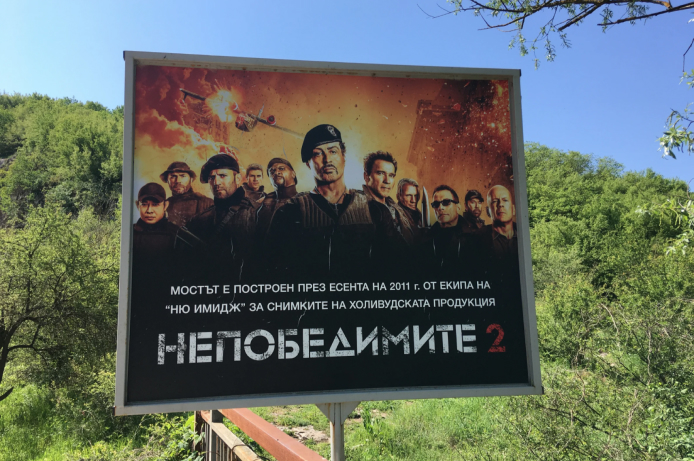 МОСТЪТ Е ПОСТРОЕН ПРЕЗ ЕСЕНТА НА 2011 г. ОТ ЕКИПА НА
"НЮ ИМИДЖ" ЗА СНИМКИТЕ НА ХОЛИВУДСКАТА ПРОДУКЦИЯ
НЕПОБЕДИМИТЕ 2